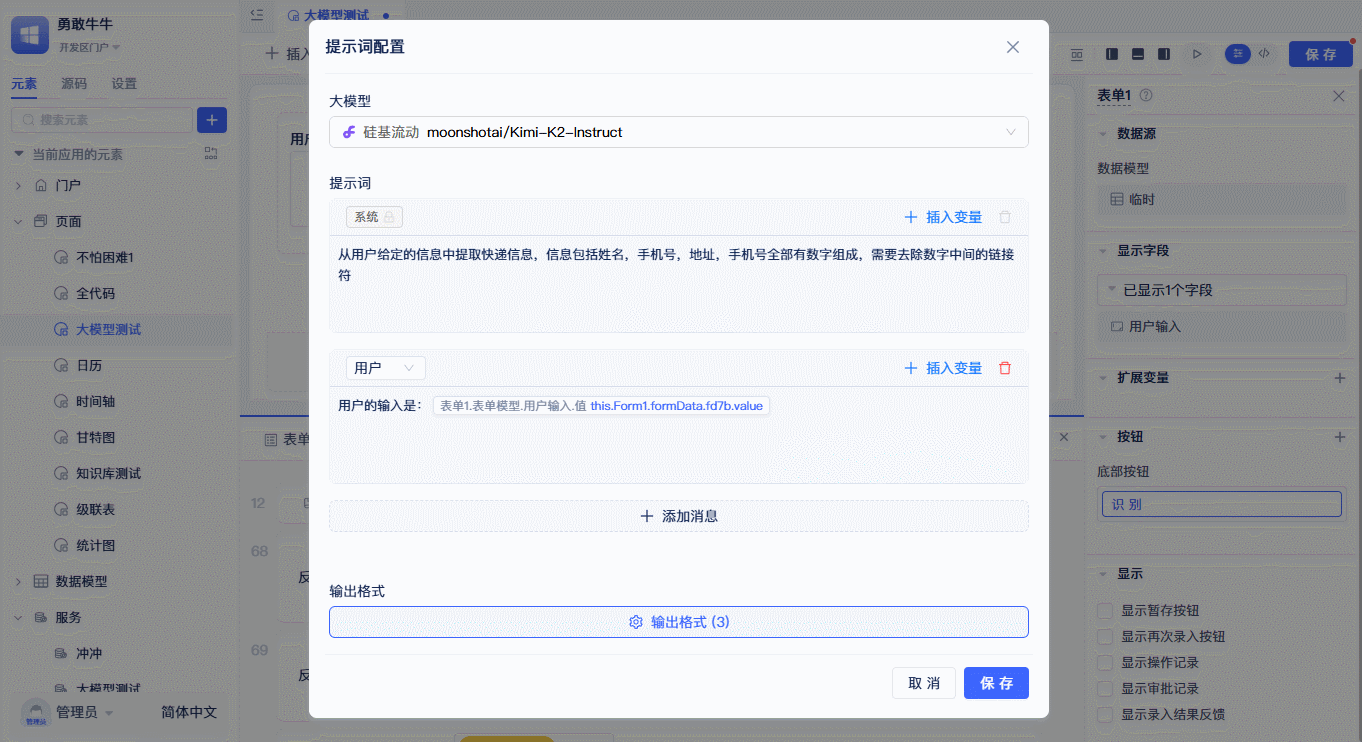 勇敢牛牛
开发区门户
元素
源码
设置
搜索元素
当前应用的元素
门户
页面
不怕困难1
全代码
大模型测试
日历
时间轴
甘特图
知识库测试
级联表
统计图
数据模型
服务
冲冲
大模型测试
管理员
管理员
简体中文
大模型测试
插入
用户
表单
12
68
反
69
反
提示词配置
大模型
硅基流动 moonshotai/Kimi-K2-Instruct
提示词
系统
插入变量
从用户给定的信息中提取快递信息，信息包括姓名，手机号，地址，手机号全部有数字组成，需要去除数字中间的链接
符
用户
插入变量
用户的输入是： 表单1.表单模型.用户输入.值 this.Form1.formData.fd7b.value
添加消息
输出格式
输出格式 (3)
取 消
保 存
保 存
表单1
数据源
数据模型
临时
显示字段
已显示1个字段
用户输入
扩展变量
按钮
底部按钮
识 别
显示
显示暂存按钮
显示再次录入按钮
显示操作记录
显示审批记录
显示录入结果反馈